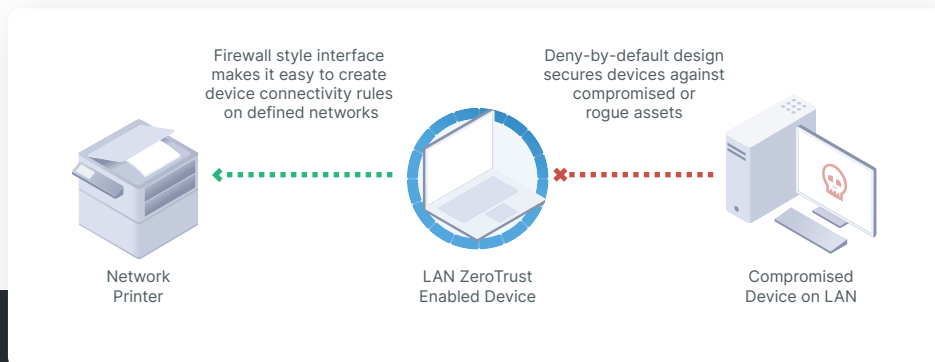 Firewall style interface
makes it easy to create
device connectivity rules
on defined networks
Deny-by-default design
secures devices against
compromised or
rogue assets
Network
Printer
LAN ZeroTrust
Enabled Device
Compromised
Device on LAN